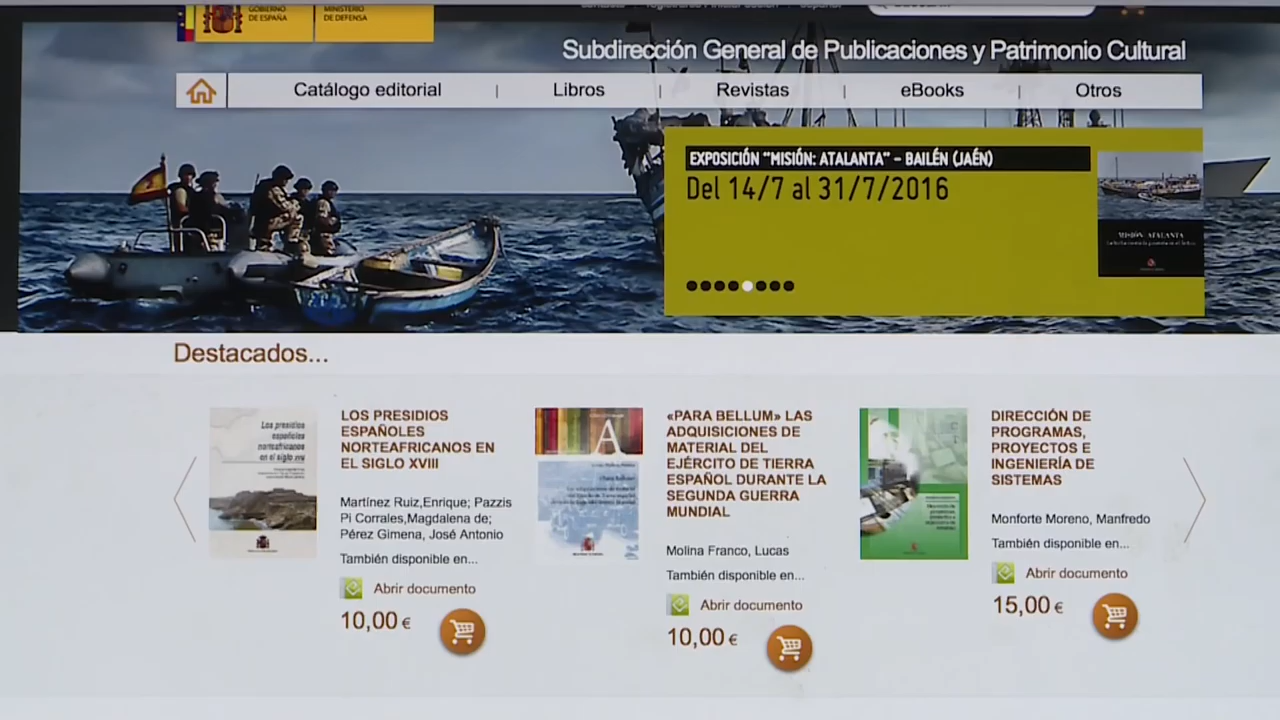 GOBIERNO
DE ESPAÑA
MINISTERIO
DE DEFENSA
Subdirección General de Publicaciones y Patrimonio Cultural
Catálogo editorial | Libros | Revistas | eBooks | Otros
EXPOSICIÓN "MISIÓN: ATALANTA" - BAILÉN (JAÉN)
Del 14/7 al 31/7/2016
MISIÓN: ATALANTA
Destacados...
Los presidios
españoles
norteafricanos
en el siglo XVIII
LOS PRESIDIOS
ESPAÑOLES
NORTEAFRICANOS EN
EL SIGLO XVIII
Martínez Ruiz,Enrique; Pazzis
Pi Corrales,Magdalena de;
Pérez Gimena, José Antonio
También disponible en...
Abrir documento
10,00 €
A
«PARA BELLUM» LAS
ADQUISICIONES DE
MATERIAL DEL
EJÉRCITO DE TIERRA
ESPAÑOL DURANTE LA
SEGUNDA GUERRA
MUNDIAL
Molina Franco, Lucas
También disponible en...
Abrir documento
10,00 €
DIRECCIÓN DE
PROGRAMAS,
PROYECTOS E
INGENIERÍA DE
SISTEMAS
Monforte Moreno, Manfredo
También disponible en...
Abrir documento
15,00 €